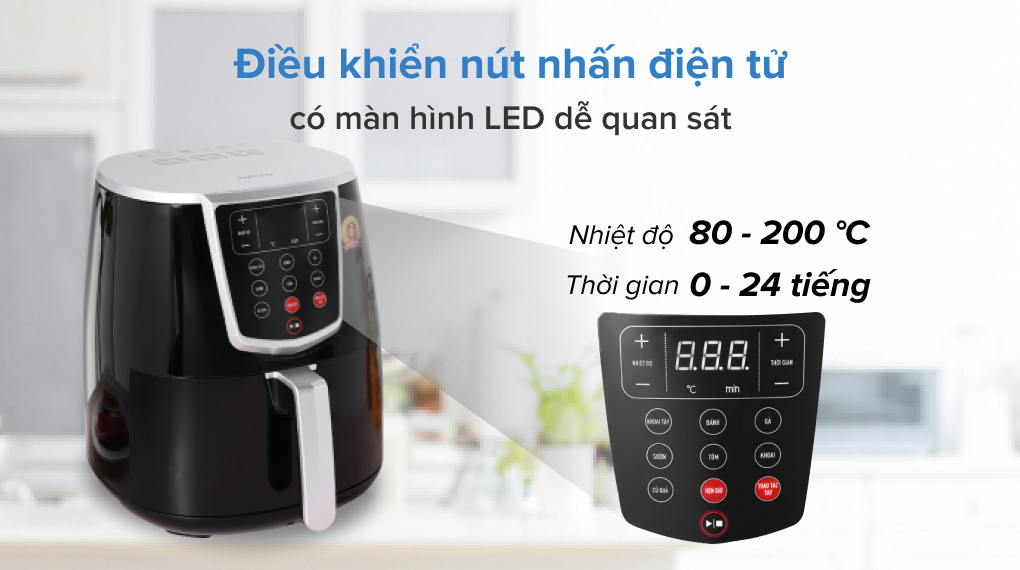 Điều khiển nút nhấn điện tử
có màn hình LED dễ quan sát
Nhiệt độ 80 - 200 °C
Thời gian 0 - 24 tiếng
+ 8.8.8. +
NHIỆT ĐỘ THỜI GIAN
− −
°C min
KHOAI TÂY BÁNH GÀ
SƯỜN TÔM KHOAI
CỦ QUẢ HẸN GIỜ THAO TÁC
TAY